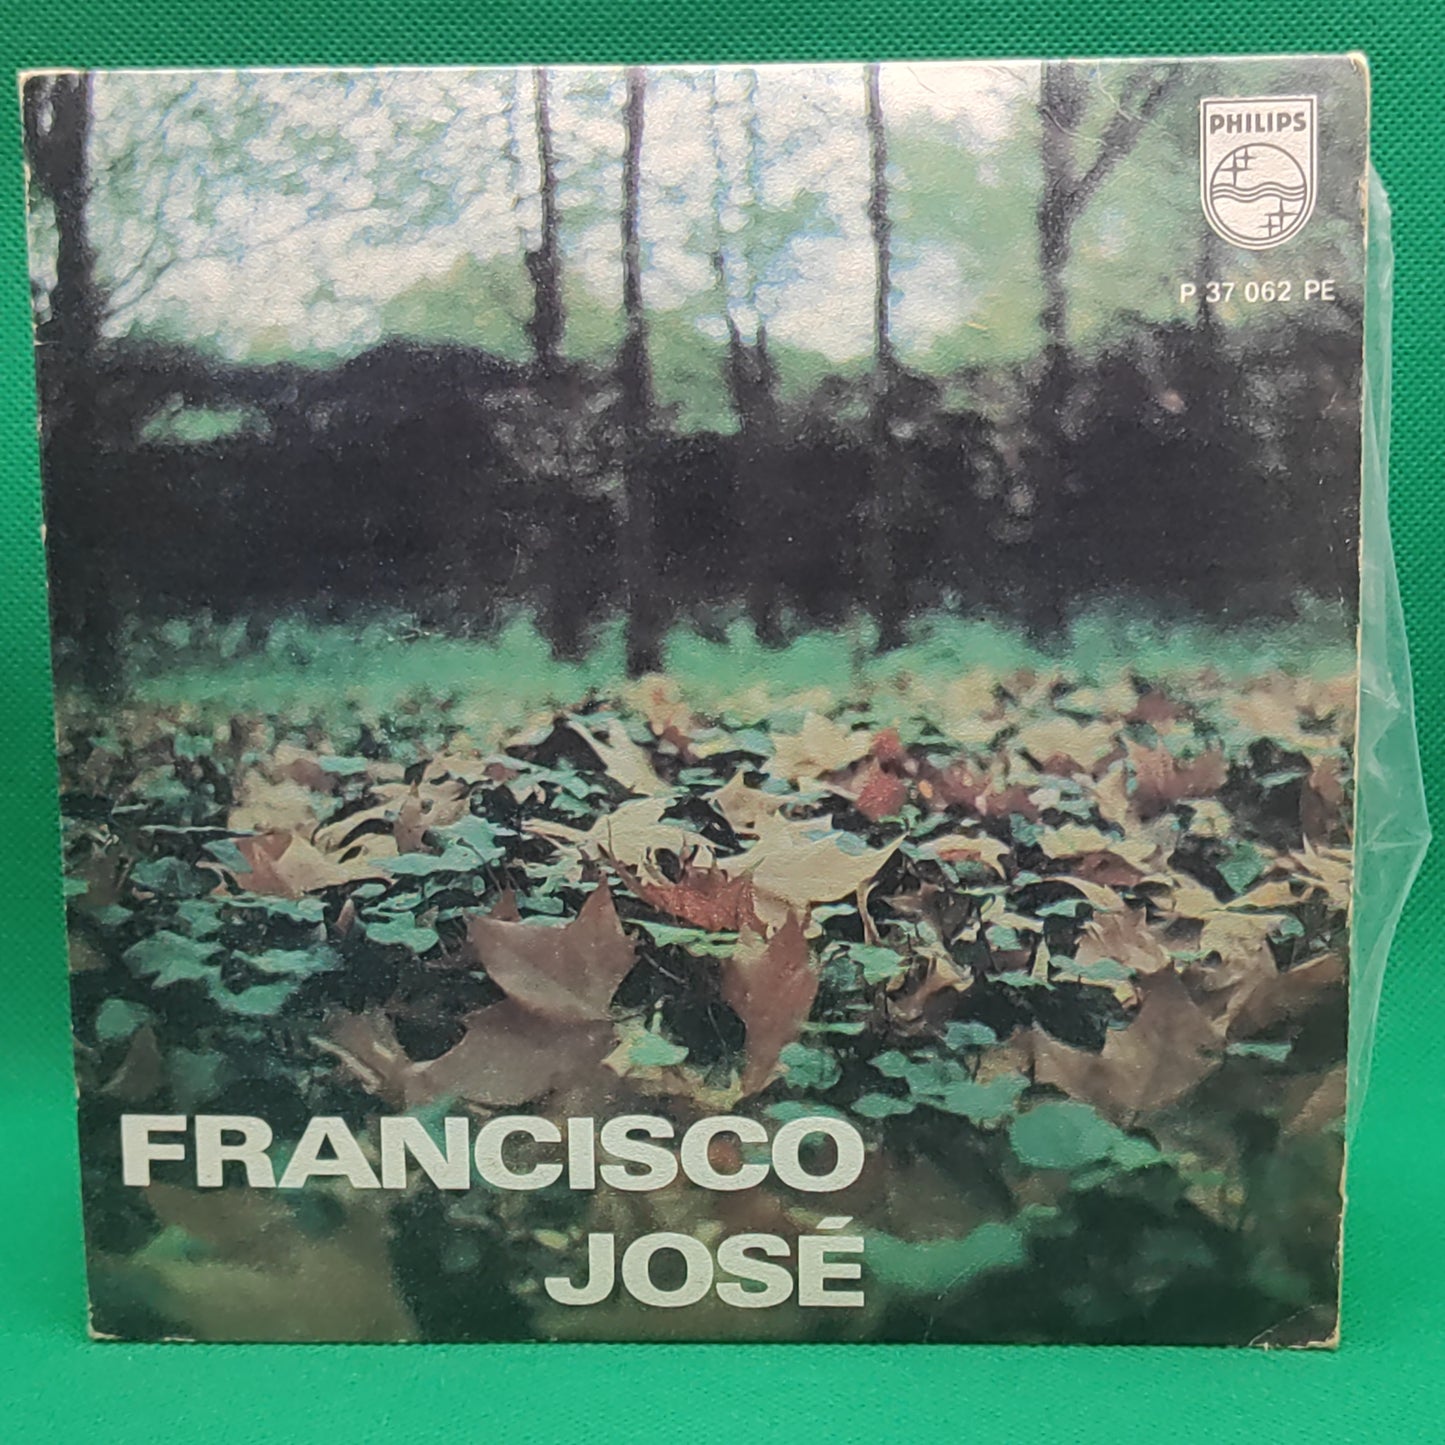 PHILIPS
P 37 062 PE
FRANCISCO
JOSÉ